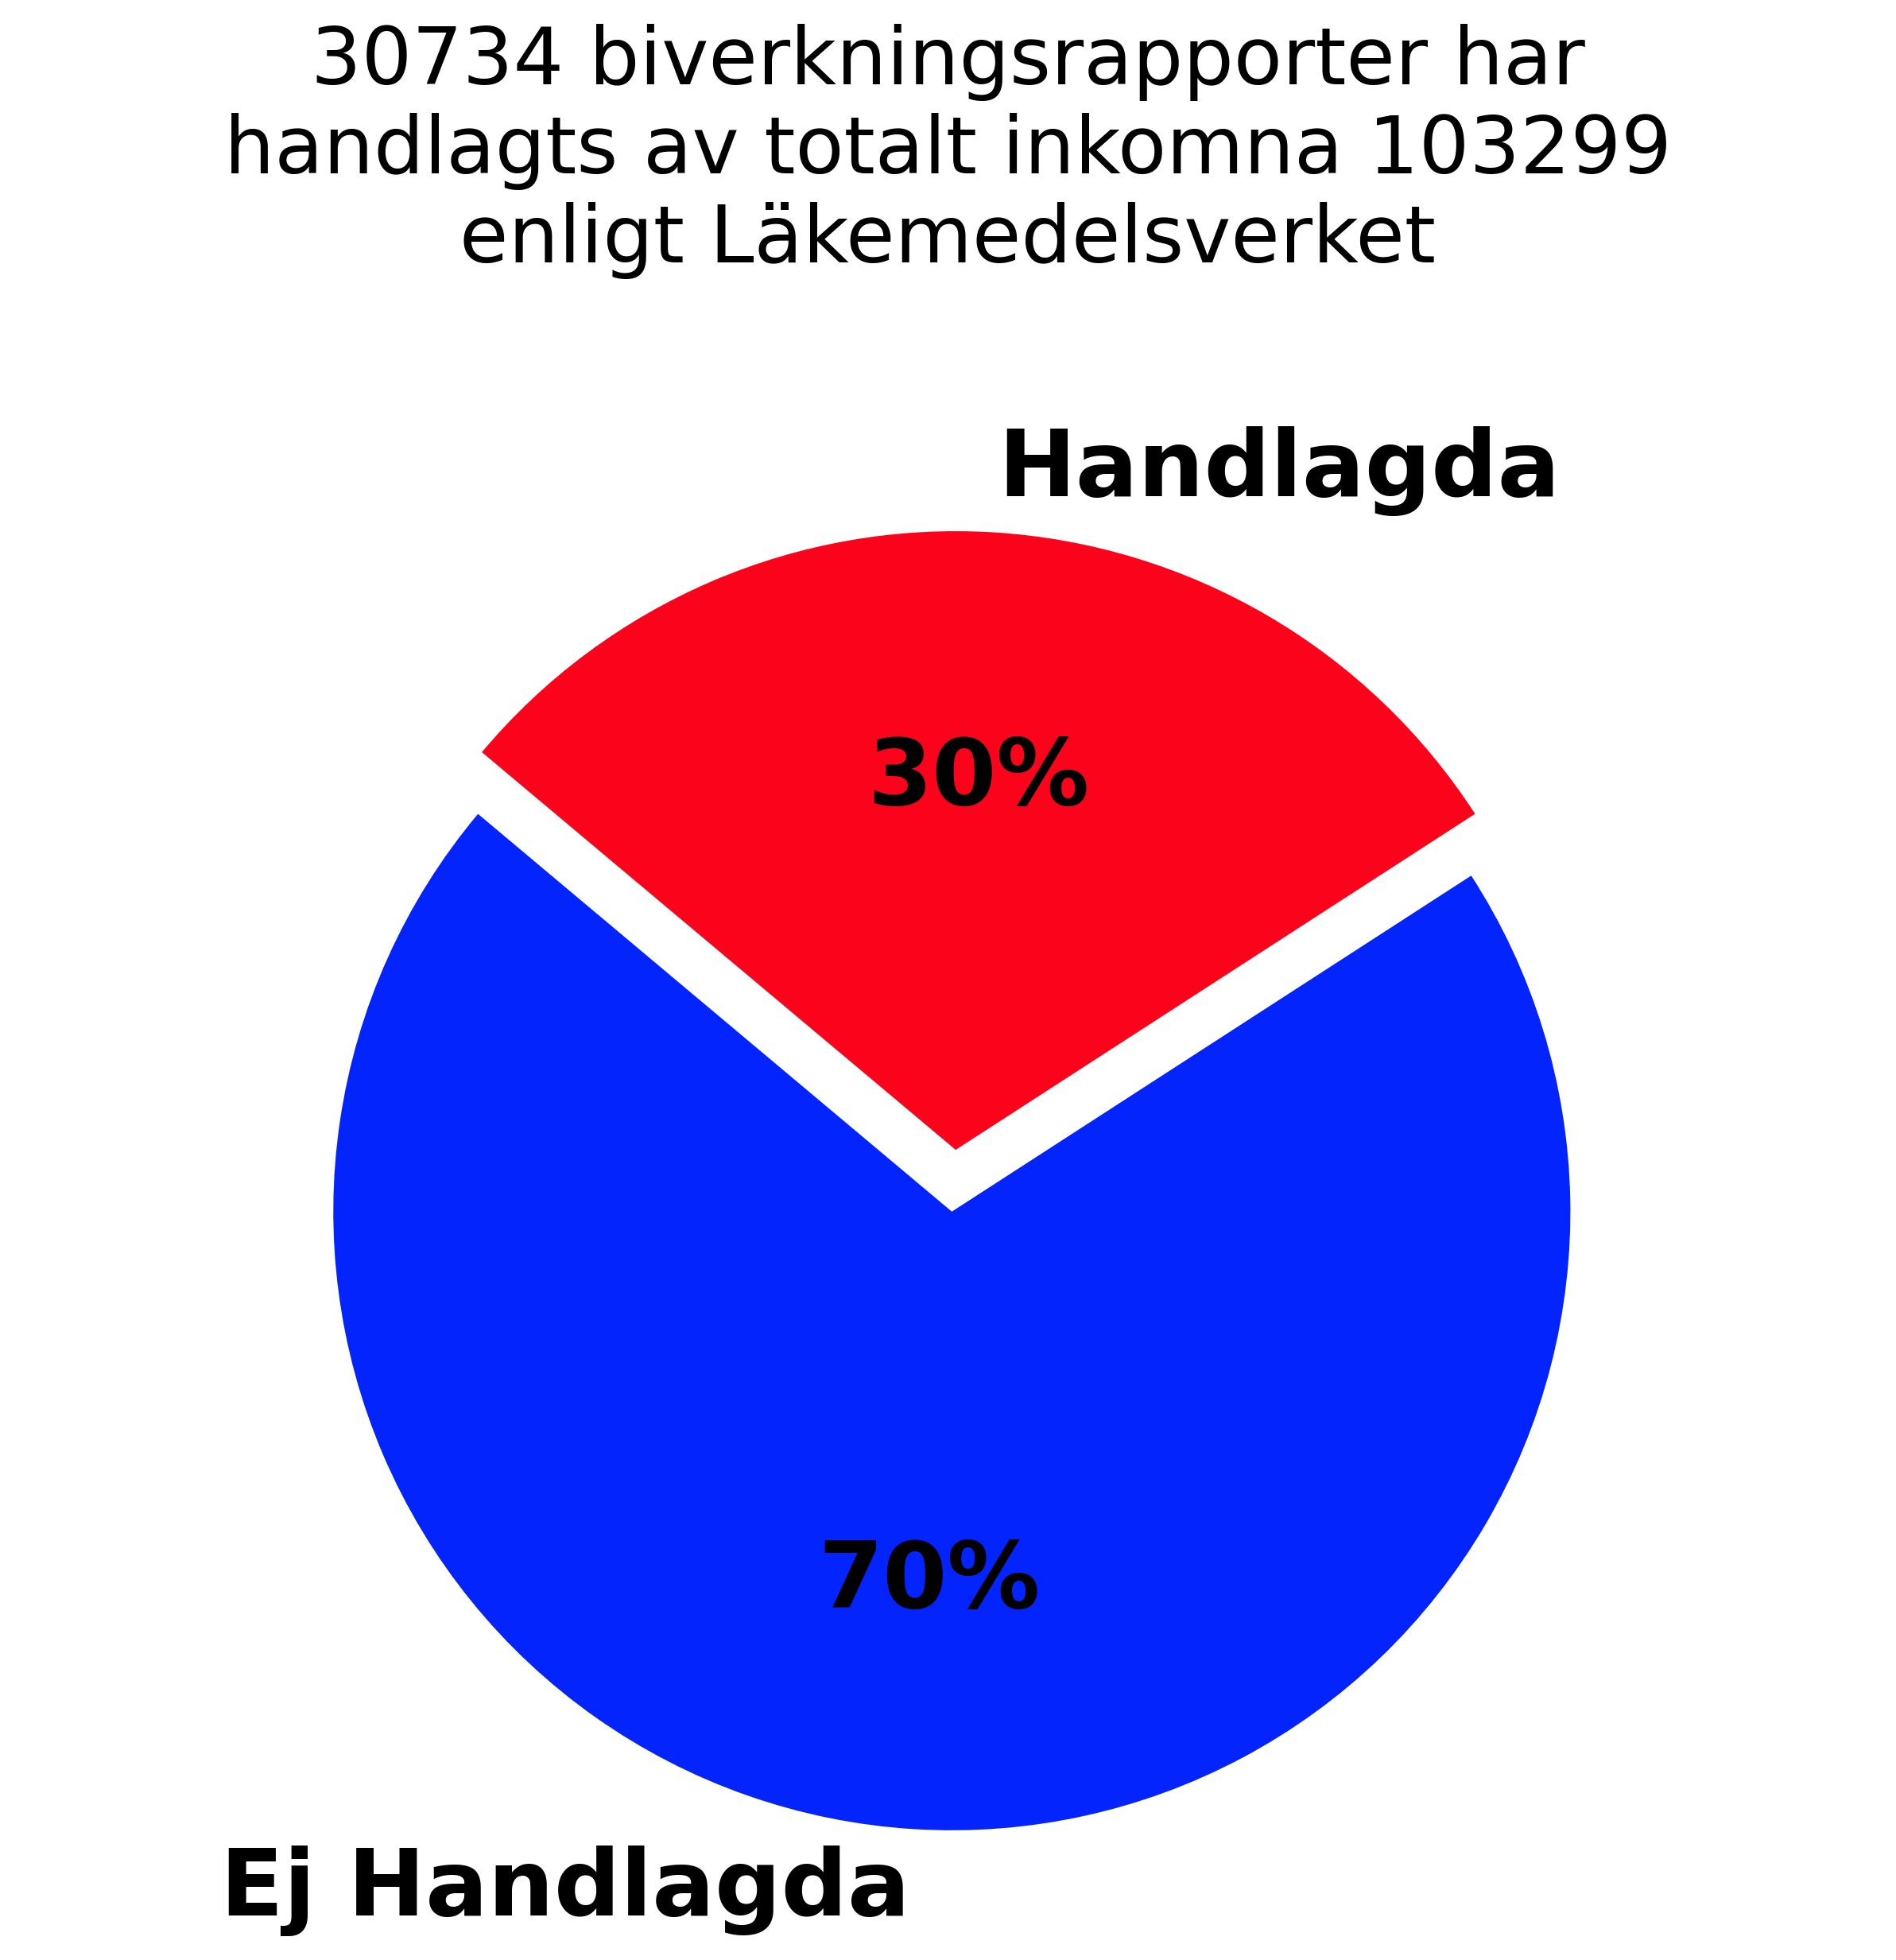 30734 biverkningsrapporter har
handlagts av totalt inkomna 103299
enligt Läkemedelsverket
Handlagda
30%
70%
Ej Handlagda